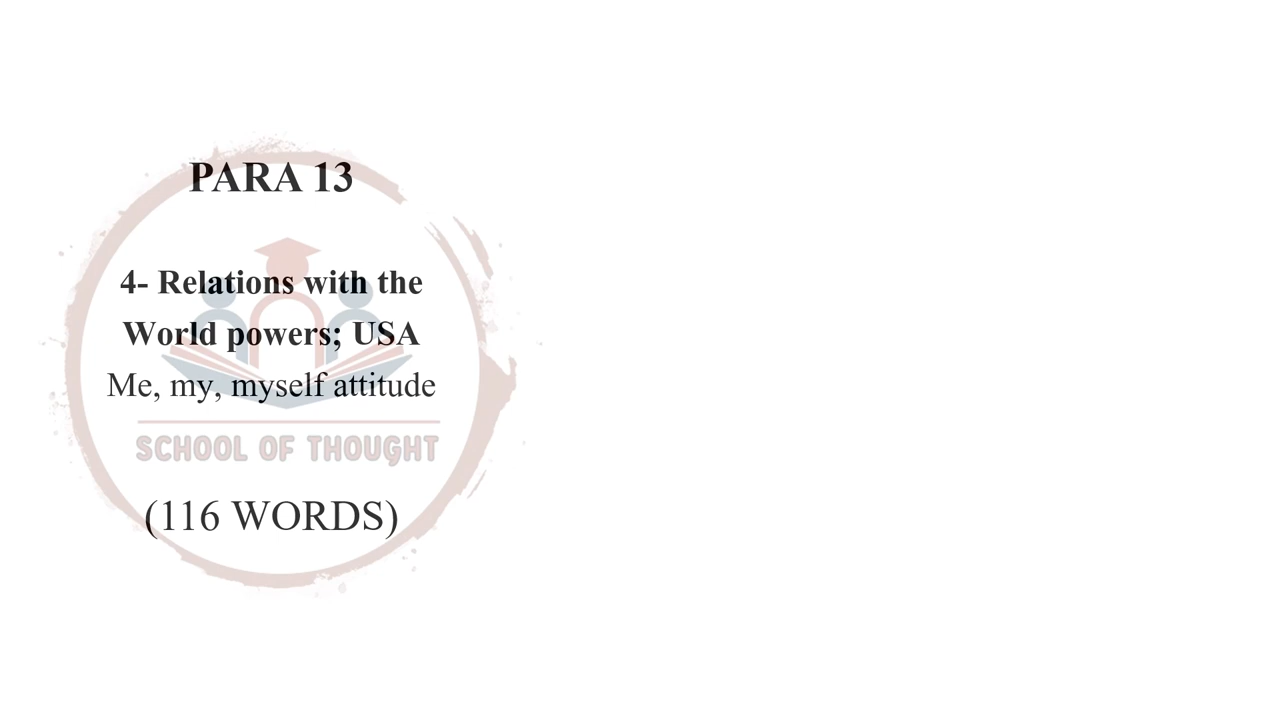 PARA 13
4- Relations with the
World powers; USA
Me, my, myself attitude
SCHOOL OF THOUGHT
(116 WORDS)